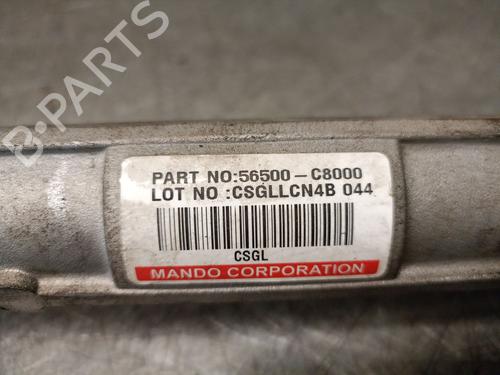 B-PARTS
PART NO:56500-C8000
LOT NO :CSGLLCN4B 044
CSGL
MANDO CORPORATION